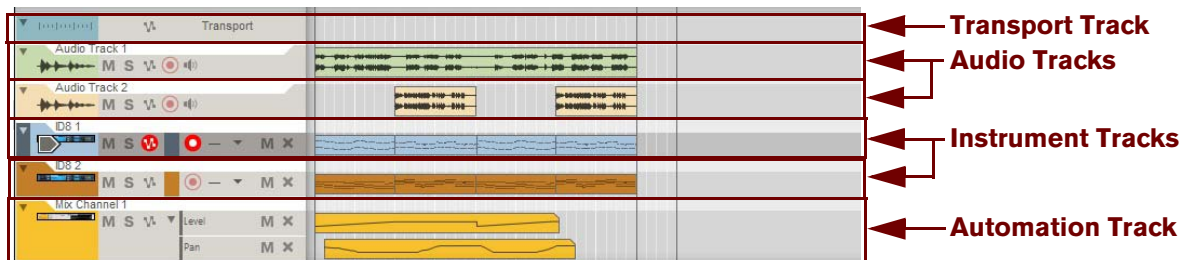 Transport
Transport Track
Audio Track 1
M S
Audio Tracks
Audio Track 2
M S
ID8 1
M S M ×
Instrument Tracks
ID8 2
M S M ×
Mix Channel 1
M S Level M ×
Automation Track
Pan M ×